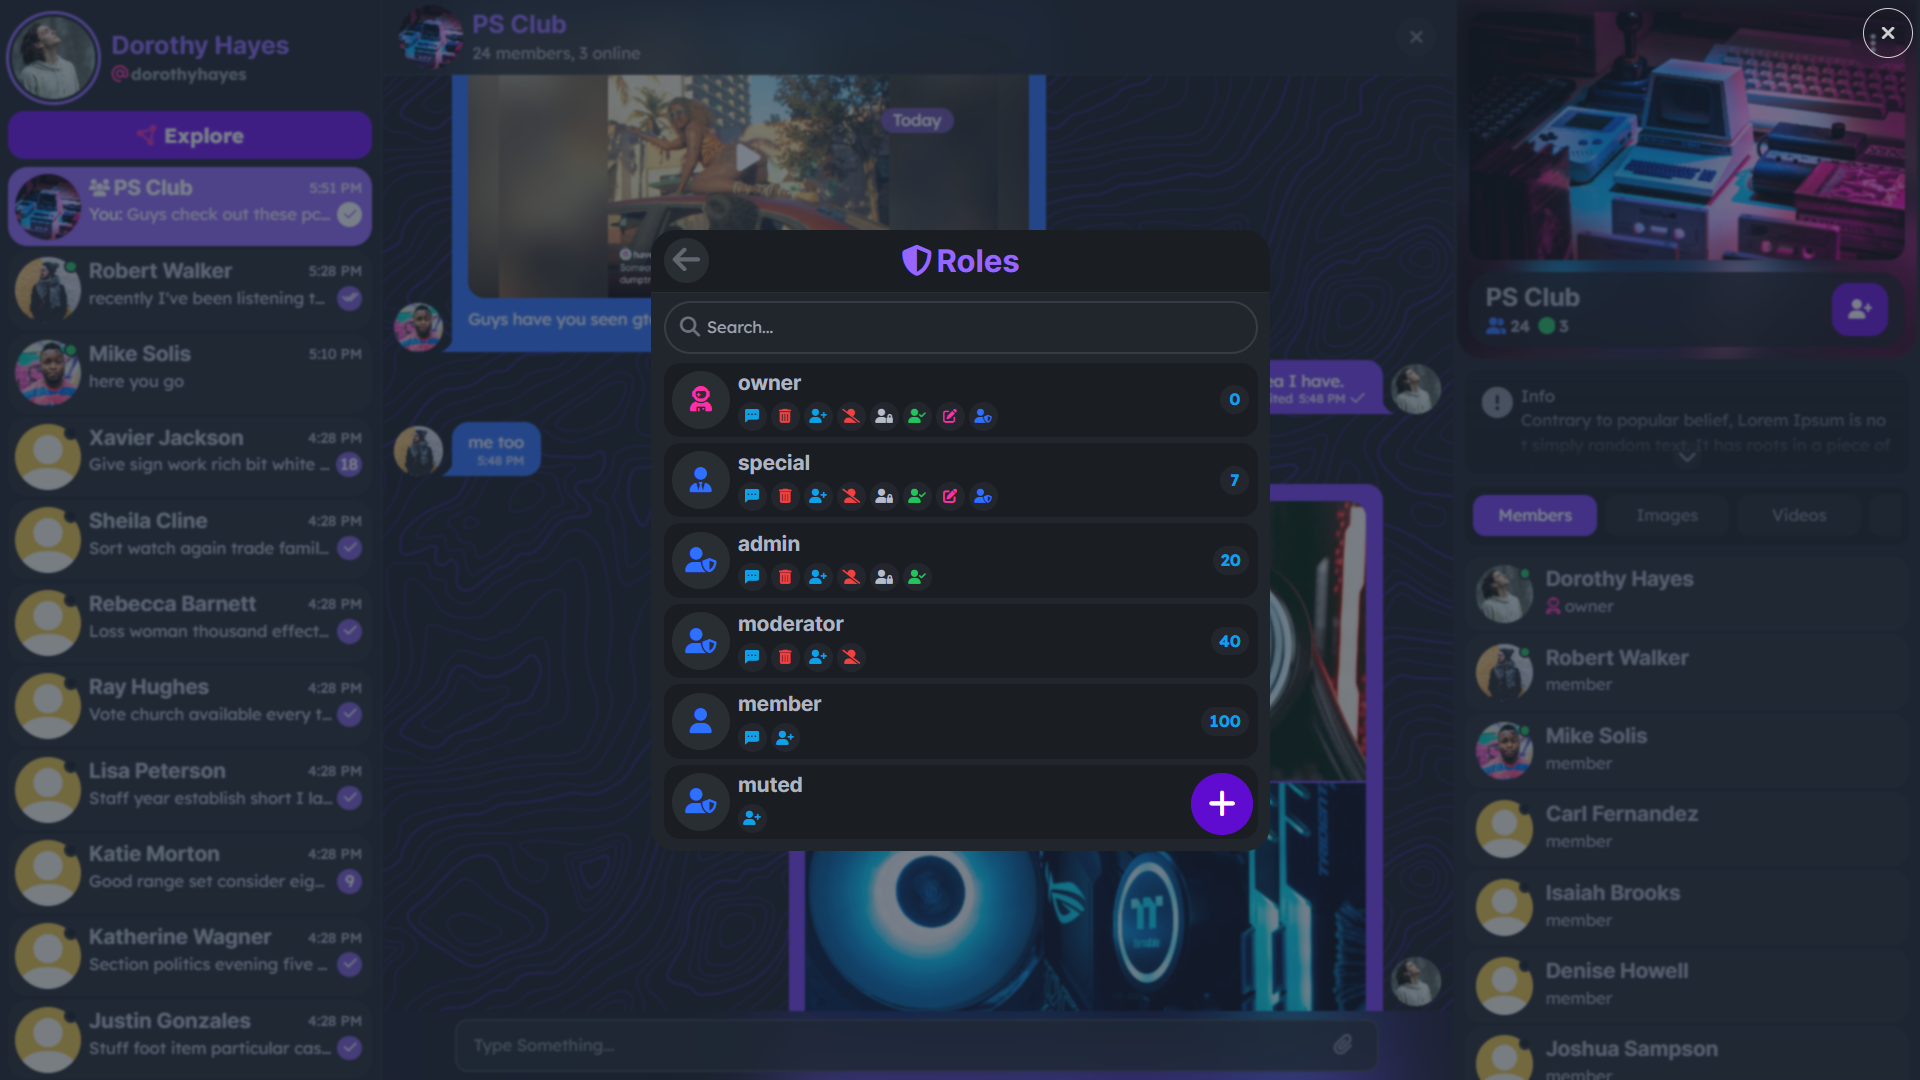 Dorothy Hayes
@dorothyhayes
Explore
PS Club
5:51 PM
You: Guys check out these pc...
Robert Walker
5:28 PM
recently I've been listening t...
Mike Solis
5:10 PM
here you go
Xavier Jackson
4:28 PM
Give sign work rich bit white ...
18
Sheila Cline
4:28 PM
Sort watch again trade famil...
Rebecca Barnett
4:28 PM
Loss woman thousand effect...
Ray Hughes
4:28 PM
Vote church available every t...
Lisa Peterson
4:28 PM
Staff year establish short I la...
Katie Morton
4:28 PM
Good range set consider eig...
9
Katherine Wagner
4:28 PM
Section politics evening five ...
Justin Gonzales
4:28 PM
Stuff foot item particular cas...
PS Club
24 members, 3 online
Today
Guys have you seen
me too
5:48 PM
I have.
5:48 PM
Type Something...
Roles
Search...
owner
0
special
7
admin
20
moderator
40
member
100
muted
PS Club
24
3
Info
Contrary to popular belief, Lorem Ipsum is no
t simply random text. It has roots in a piece of
Members
Images
Videos
Dorothy Hayes
owner
Robert Walker
member
Mike Solis
member
Carl Fernandez
member
Isaiah Brooks
member
Denise Howell
member
Joshua Sampson
member